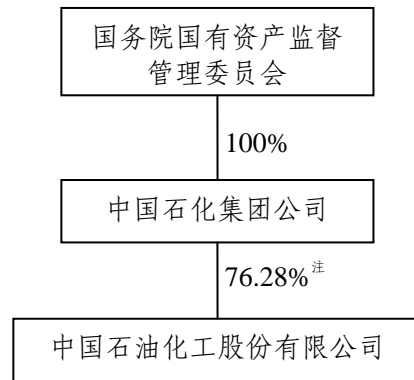 国务院国有资产监督
管理委员会
100%
中国石化集团公司
76.28%注
中国石油化工股份有限公司